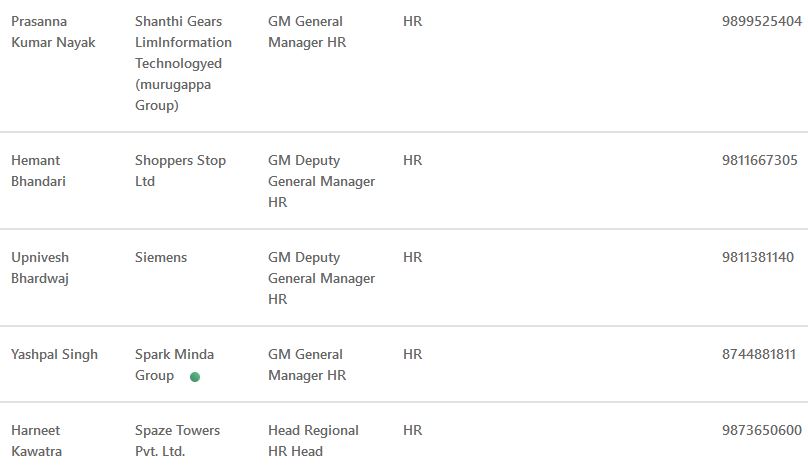 Prasanna Kumar Nayak Shanthi Gears LimInformation Technologyed (murugappa Group) GM General Manager HR HR 9899525404
Hemant Bhandari Shoppers Stop Ltd GM Deputy General Manager HR HR 9811667305
Upnivesh Bhardwaj Siemens GM Deputy General Manager HR HR 9811381140
Yashpal Singh Spark Minda Group GM General Manager HR HR 8744881811
Harneet Kawatra Spaze Towers Pvt. Ltd. Head Regional HR Head HR 9873650600